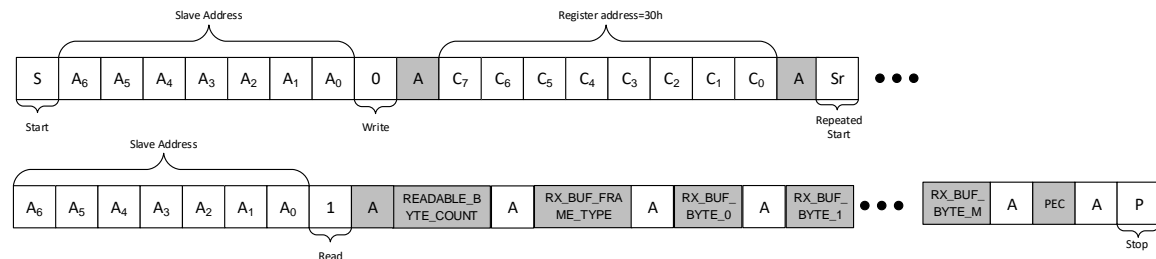 Slave Address
Register address=30h
S A₆ A₅ A₄ A₃ A₂ A₁ A₀ 0 A C₇ C₆ C₅ C₄ C₃ C₂ C₁ C₀ A Sr
Start
Write
Repeated
Start
Slave Address
A₆ A₅ A₄ A₃ A₂ A₁ A₀ 1 A
READABLE_B
YTE_COUNT
A
RX_BUF_FRA
ME_TYPE
A
RX_BUF_
BYTE_0
A
RX_BUF_
BYTE_1
RX_BUF_
BYTE_M
A
PEC
A
P
Read
Stop